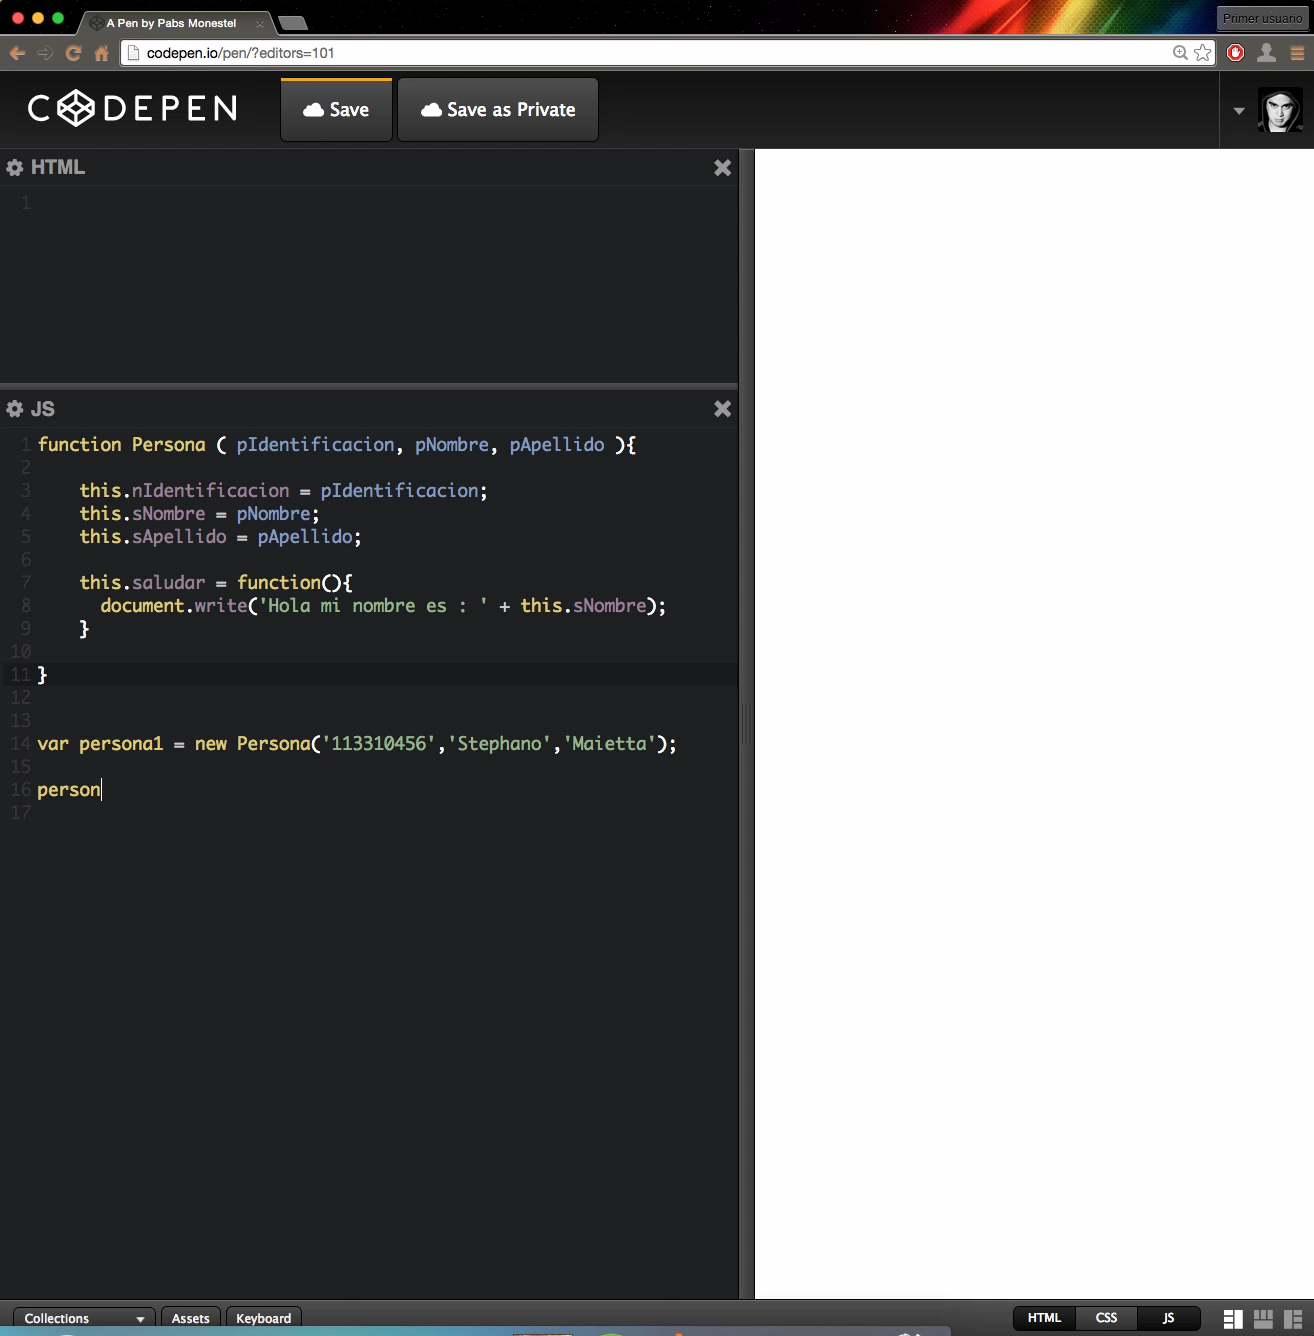 A Pen by Pabs Monestel
Primer usuario
codepen.io/pen/?editors=101
CODEPEN
Save
Save as Private
HTML
1
JS
1 function Persona ( pIdentificacion, pNombre, pApellido ){
2
3 this.nIdentificacion = pIdentificacion;
4 this.sNombre = pNombre;
5 this.sApellido = pApellido;
6
7 this.saludar = function(){
8 document.write('Hola mi nombre es : ' + this.sNombre);
9 }
10
11 }
12
13
14 var persona1 = new Persona('113310456','Stephano','Maietta');
15
16 person
17
Collections
Assets
Keyboard
HTML
CSS
JS